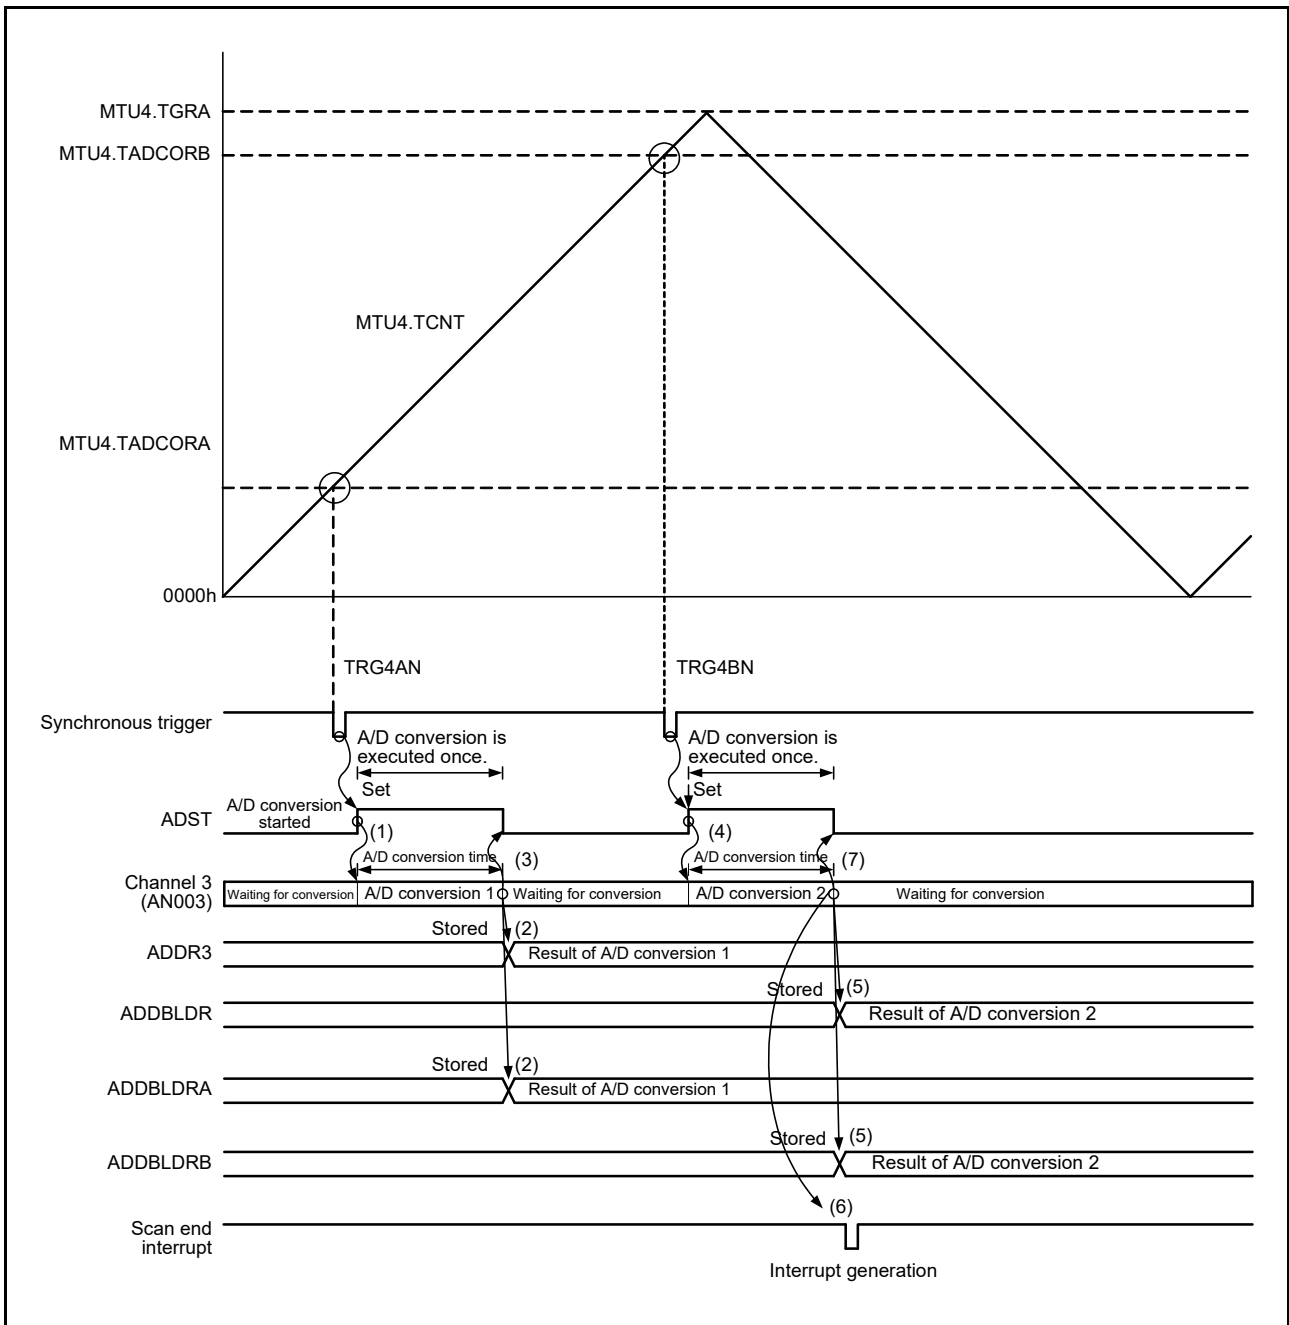 MTU4.TGRA
MTU4.TADCORB
MTU4.TCNT
MTU4.TADCORA
0000h
TRG4AN
TRG4BN
Synchronous trigger
A/D conversion is
executed once.
A/D conversion is
executed once.
Set
Set
ADST
A/D conversion
started
(1)
(4)
A/D conversion time
(3)
A/D conversion time
(7)
Channel 3
(AN003)
Waiting for conversion
A/D conversion 1
Waiting for conversion
A/D conversion 2
Waiting for conversion
Stored
(2)
ADDR3
Result of A/D conversion 1
Stored
(5)
ADDBLDR
Result of A/D conversion 2
Stored
(2)
ADDBLDRA
Result of A/D conversion 1
Stored
(5)
ADDBLDRB
Result of A/D conversion 2
(6)
Scan end
interrupt
Interrupt generation